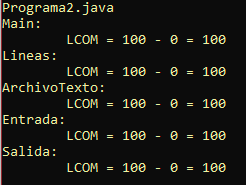 Programa2.java
Main:
LCOM = 100 - 0 = 100
Lineas:
LCOM = 100 - 0 = 100
ArchivoTexto:
LCOM = 100 - 0 = 100
Entrada:
LCOM = 100 - 0 = 100
Salida:
LCOM = 100 - 0 = 100